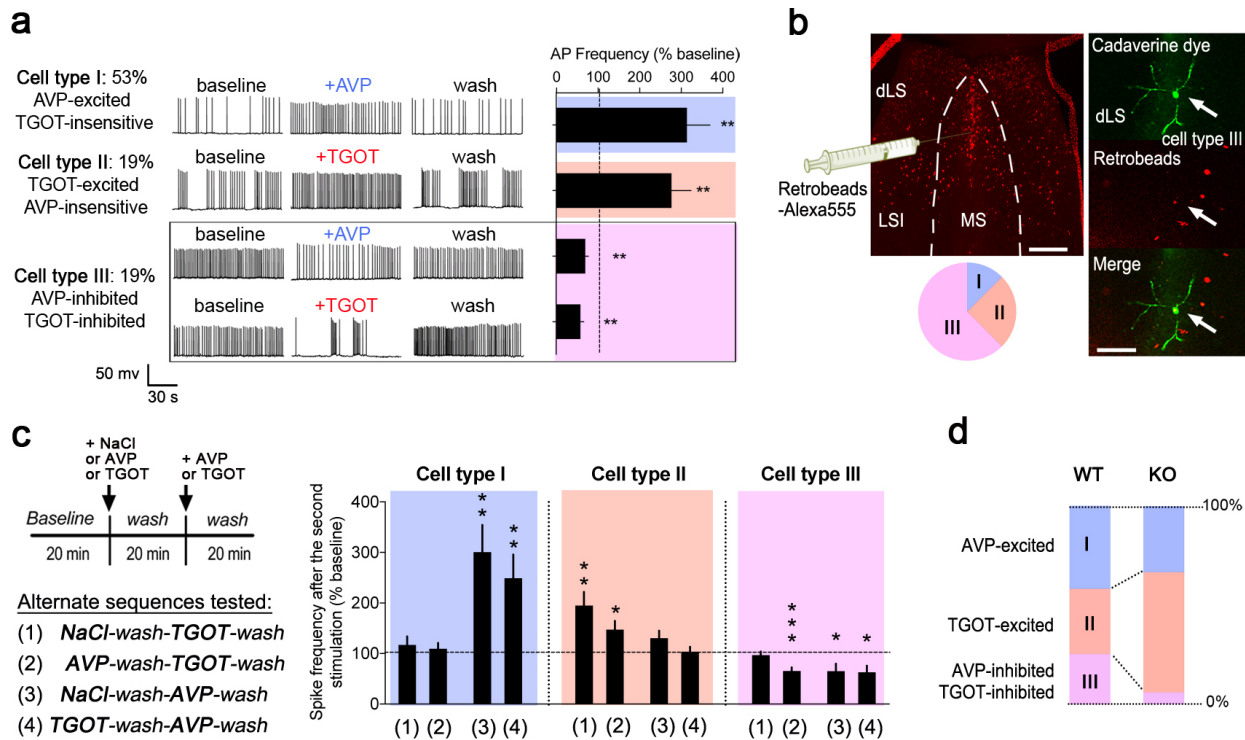 a
AP Frequency (% baseline)
0 100 200 300 400
Cell type I: 53%
AVP-excited
TGOT-insensitive
baseline +AVP wash
**
Cell type II: 19%
TGOT-excited
AVP-insensitive
baseline +TGOT wash
**
Cell type III: 19%
AVP-inhibited
TGOT-inhibited
baseline +AVP wash
**
baseline +TGOT wash
**
50 mv
30 s
b
dLS
LSI
MS
Retrobeads
-Alexa555
I
II
III
Cadaverine dye
dLS
cell type III
Retrobeads
Merge
c
+ NaCl
or AVP
or TGOT
+ AVP
or TGOT
Baseline wash wash
20 min 20 min 20 min
Alternate sequences tested:
(1) NaCl-wash-TGOT-wash
(2) AVP-wash-TGOT-wash
(3) NaCl-wash-AVP-wash
(4) TGOT-wash-AVP-wash
Spike frequency after the second
stimulation (% baseline)
400
300
200
100
0
Cell type I Cell type II Cell type III
** ** ** * *** * *
(1) (2) (3) (4) (1) (2) (3) (4) (1) (2) (3) (4)
d
WT KO
100%
AVP-excited
I
TGOT-excited
II
AVP-inhibited
TGOT-inhibited
III
0%